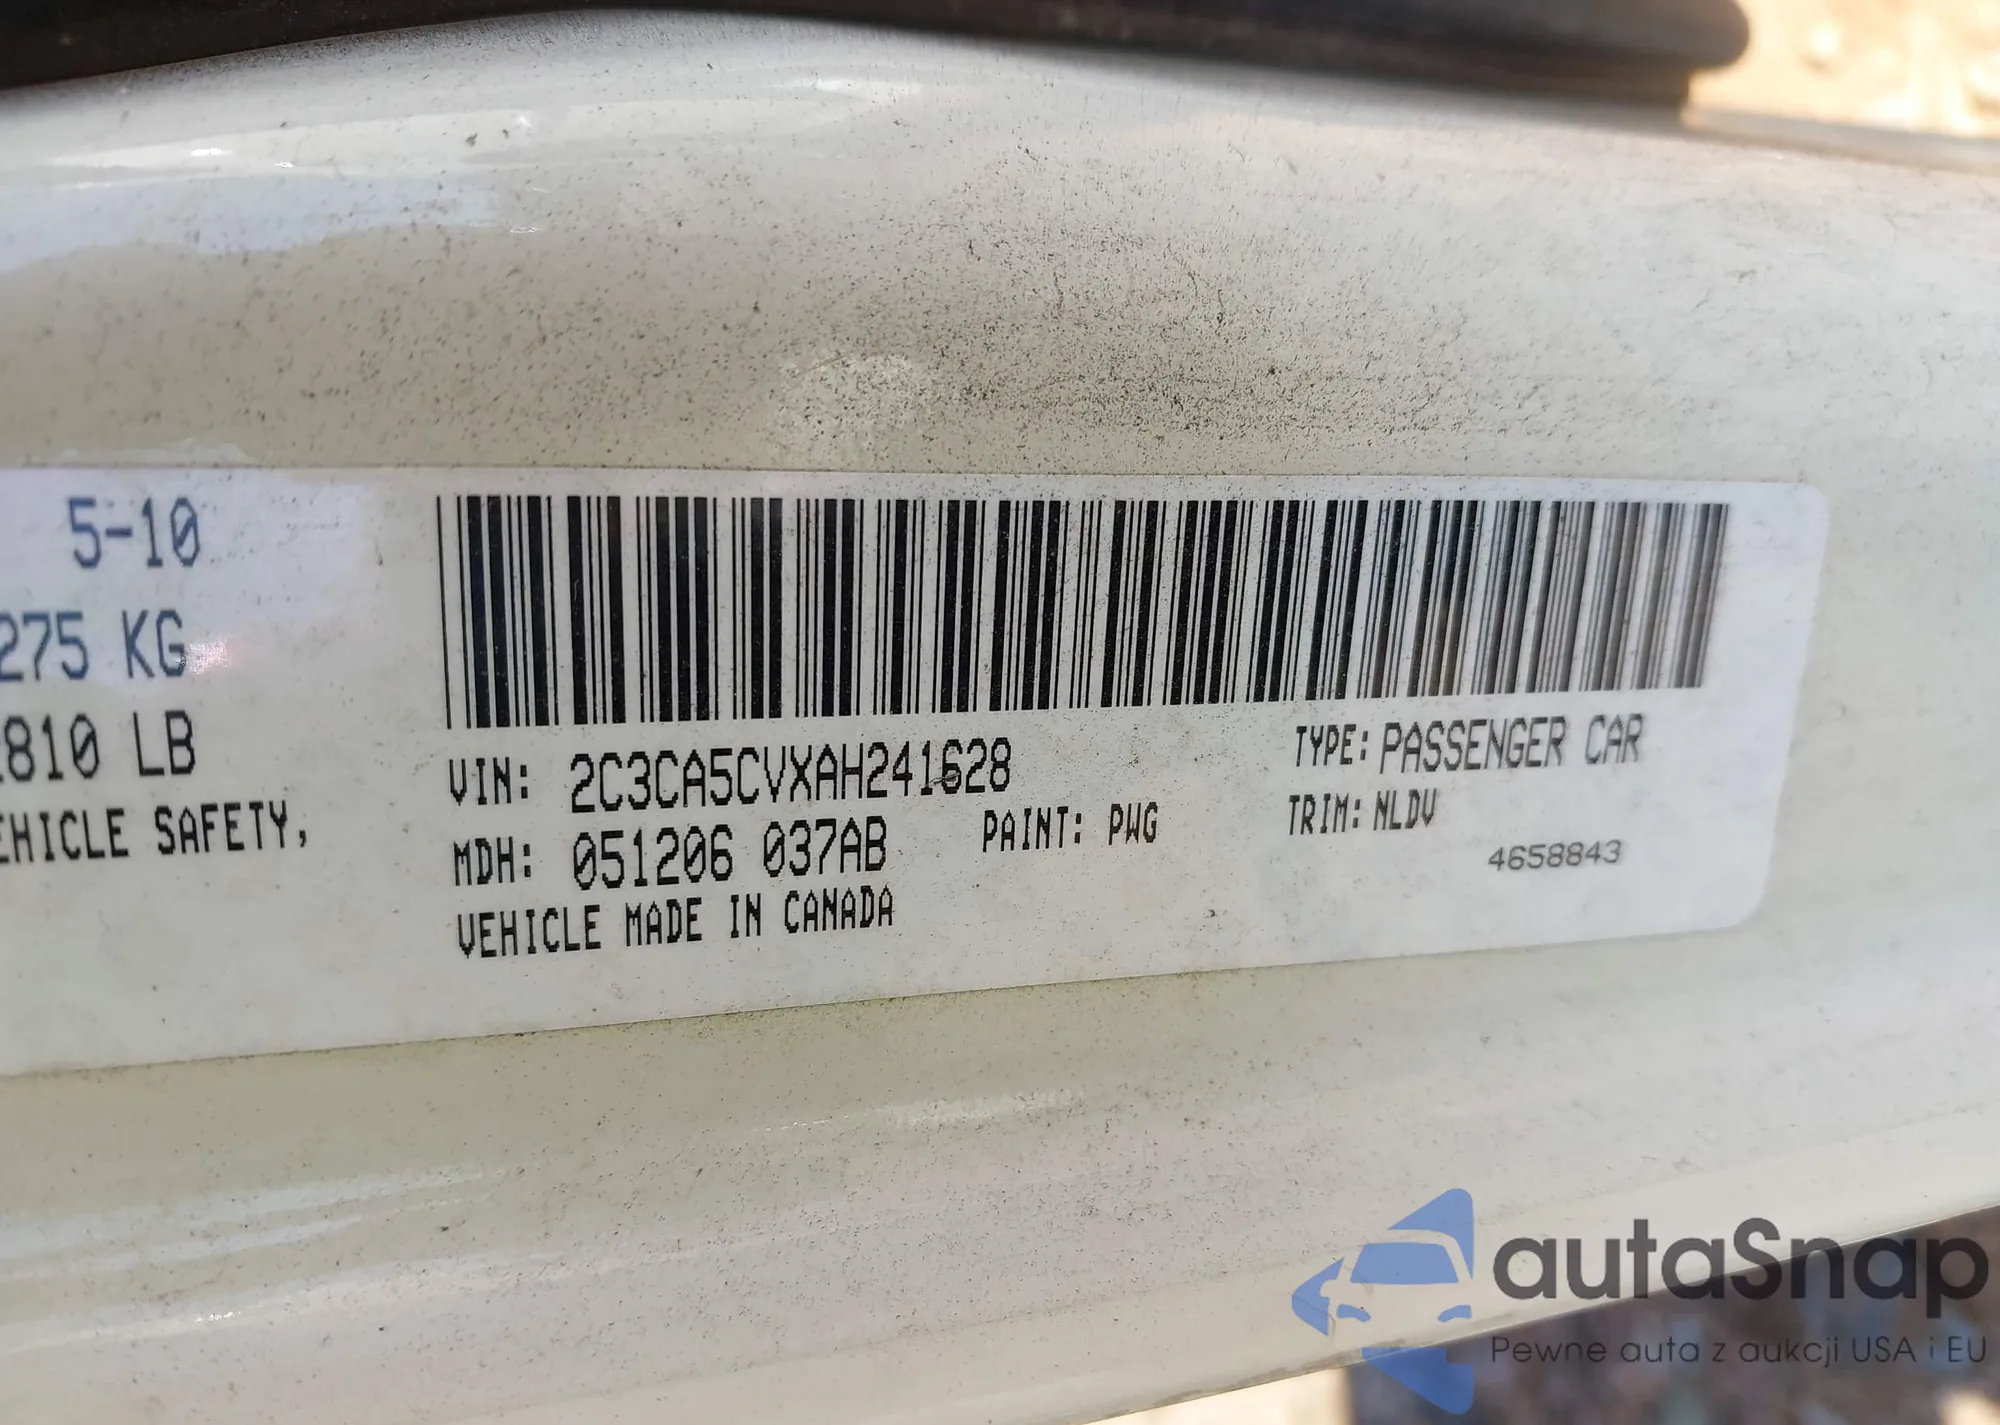 5-10
275 KG
810 LB
EHICLE SAFETY,
VIN: 2C3CA5CVXAH241628
TYPE: PASSENGER CAR
MDH: 051206 037AB
PAINT: PWG
TRIM: NLDV
4658843
VEHICLE MADE IN CANADA
autaSnap
Pewne auta z aukcji USA i EU